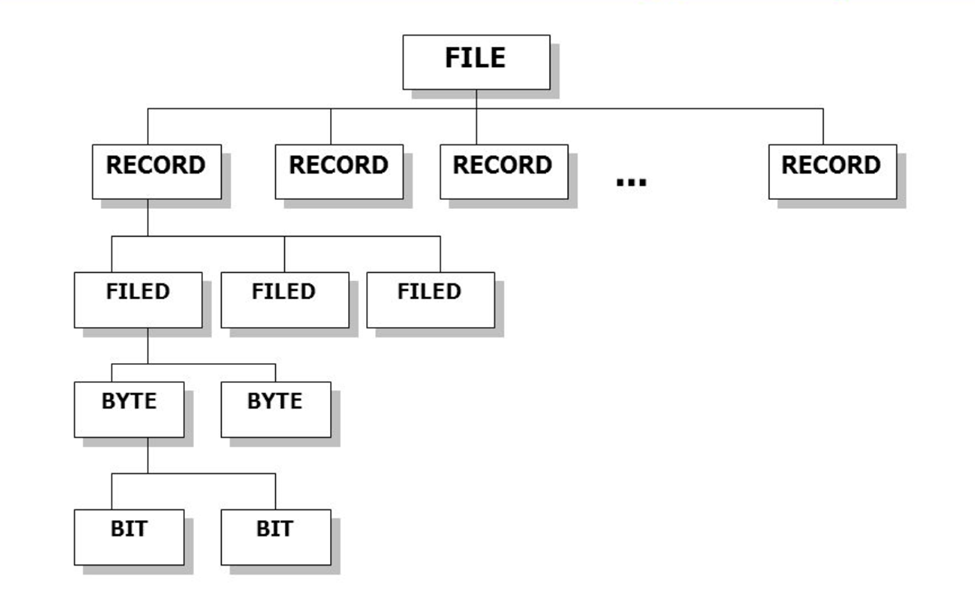 FILE
RECORD RECORD RECORD ... RECORD
FILED FILED FILED
BYTE BYTE
BIT BIT